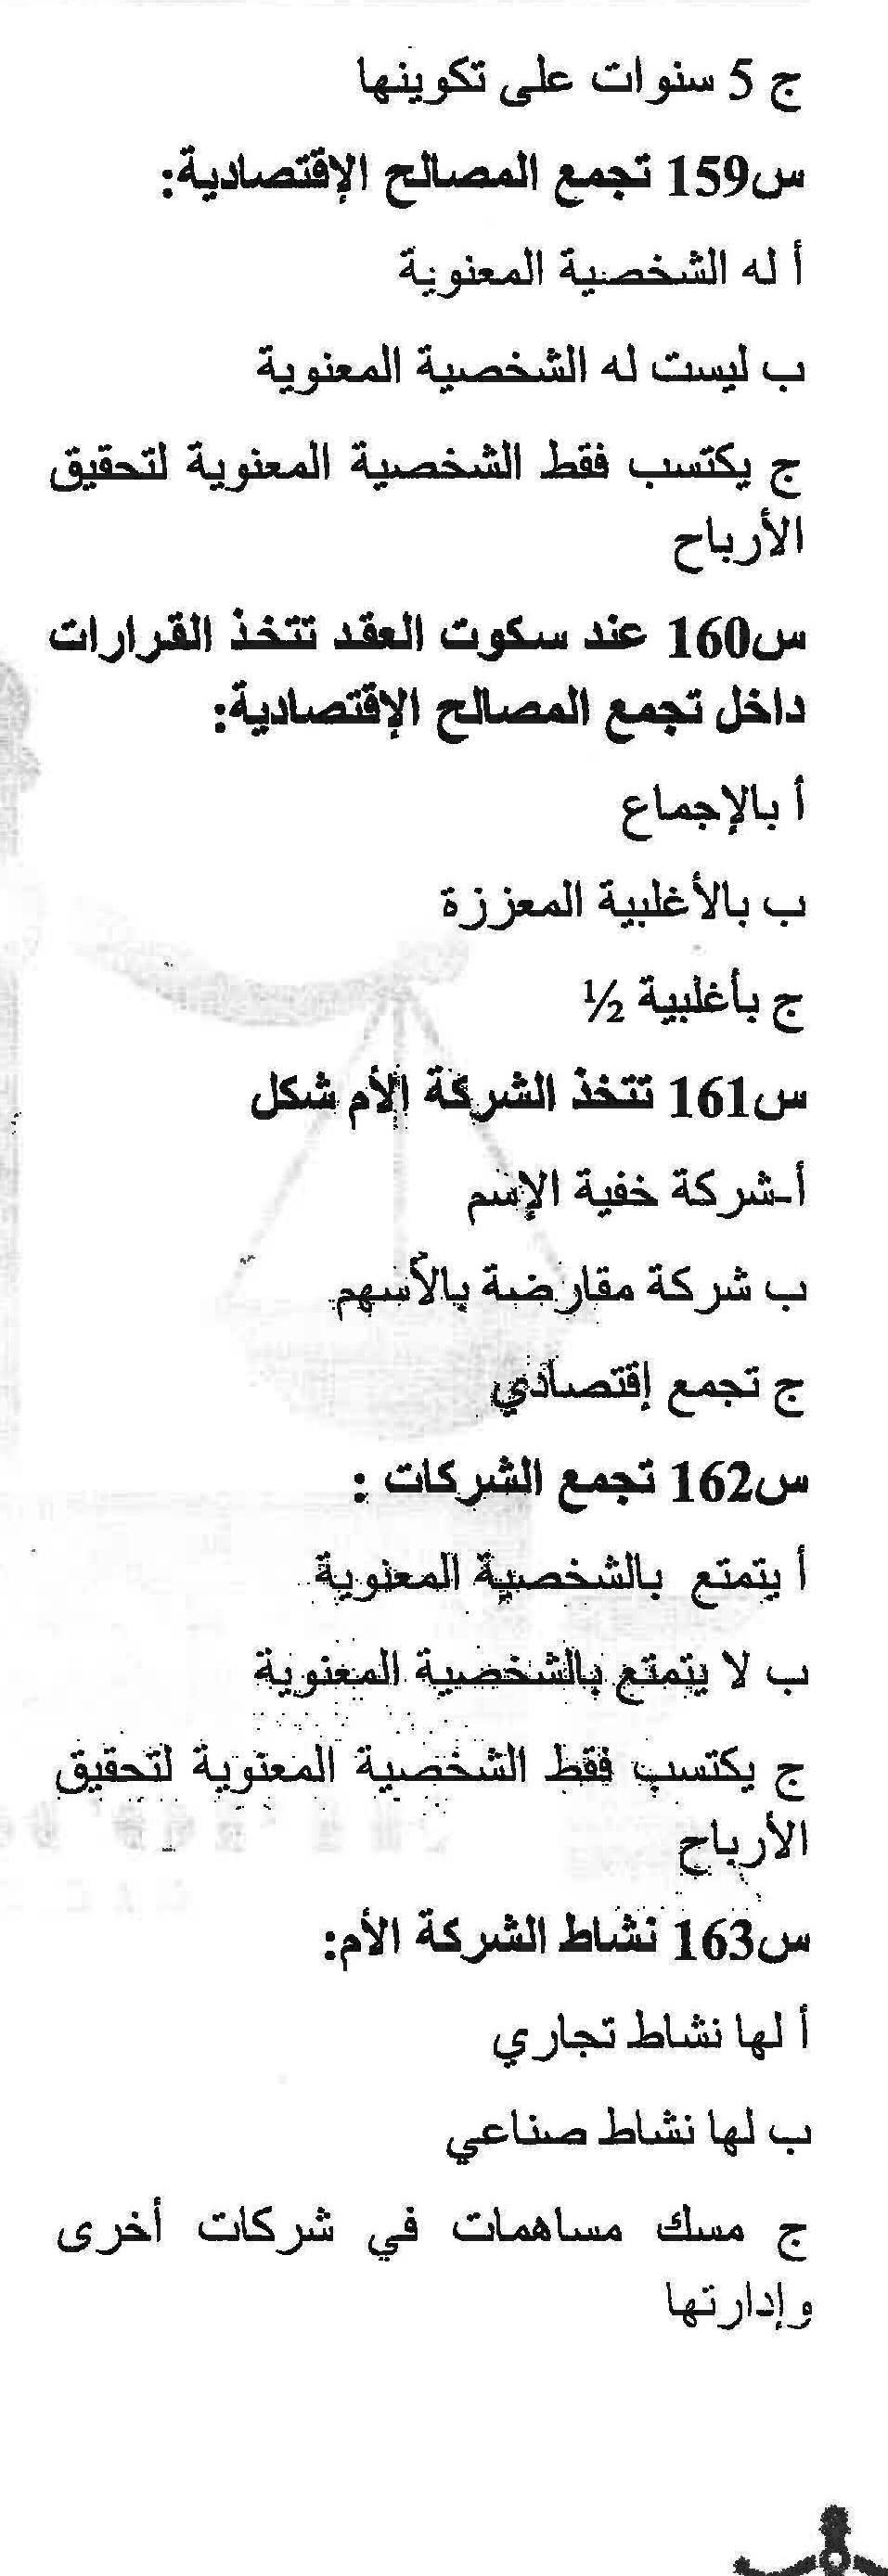 ج 5 سنوات على تكوينها
س159 تجمع المصالح الإقتصادية:
أ له الشخصية المعنوية
ب ليست له الشخصية المعنوية
ج يكتسب فقط الشخصية المعنوية لتحقيق
الأرباح
س160 عند سكوت العقد تتخذ القرارات
داخل تجمع المصالح الإقتصادية:
أ بالإجماع
ب بالأغلبية المعززة
ج بأغلبية ½
س161 تتخذ الشركة الأم شكل
أ-شركة خفية الإسم
ب شركة مقارضة بالأسهم
ج تجمع إقتصادي
س162 تجمع الشركات :
أ يتمتع بالشخصية المعنوية
ب لا يتمتع بالشخصية المعنوية
ج يكتسب فقط الشخصية المعنوية لتحقيق
الأرباح
س163 نشاط الشركة الأم:
أ لها نشاط تجاري
ب لها نشاط صناعي
ج مسك مساهمات في شركات أخرى
وإدارتها